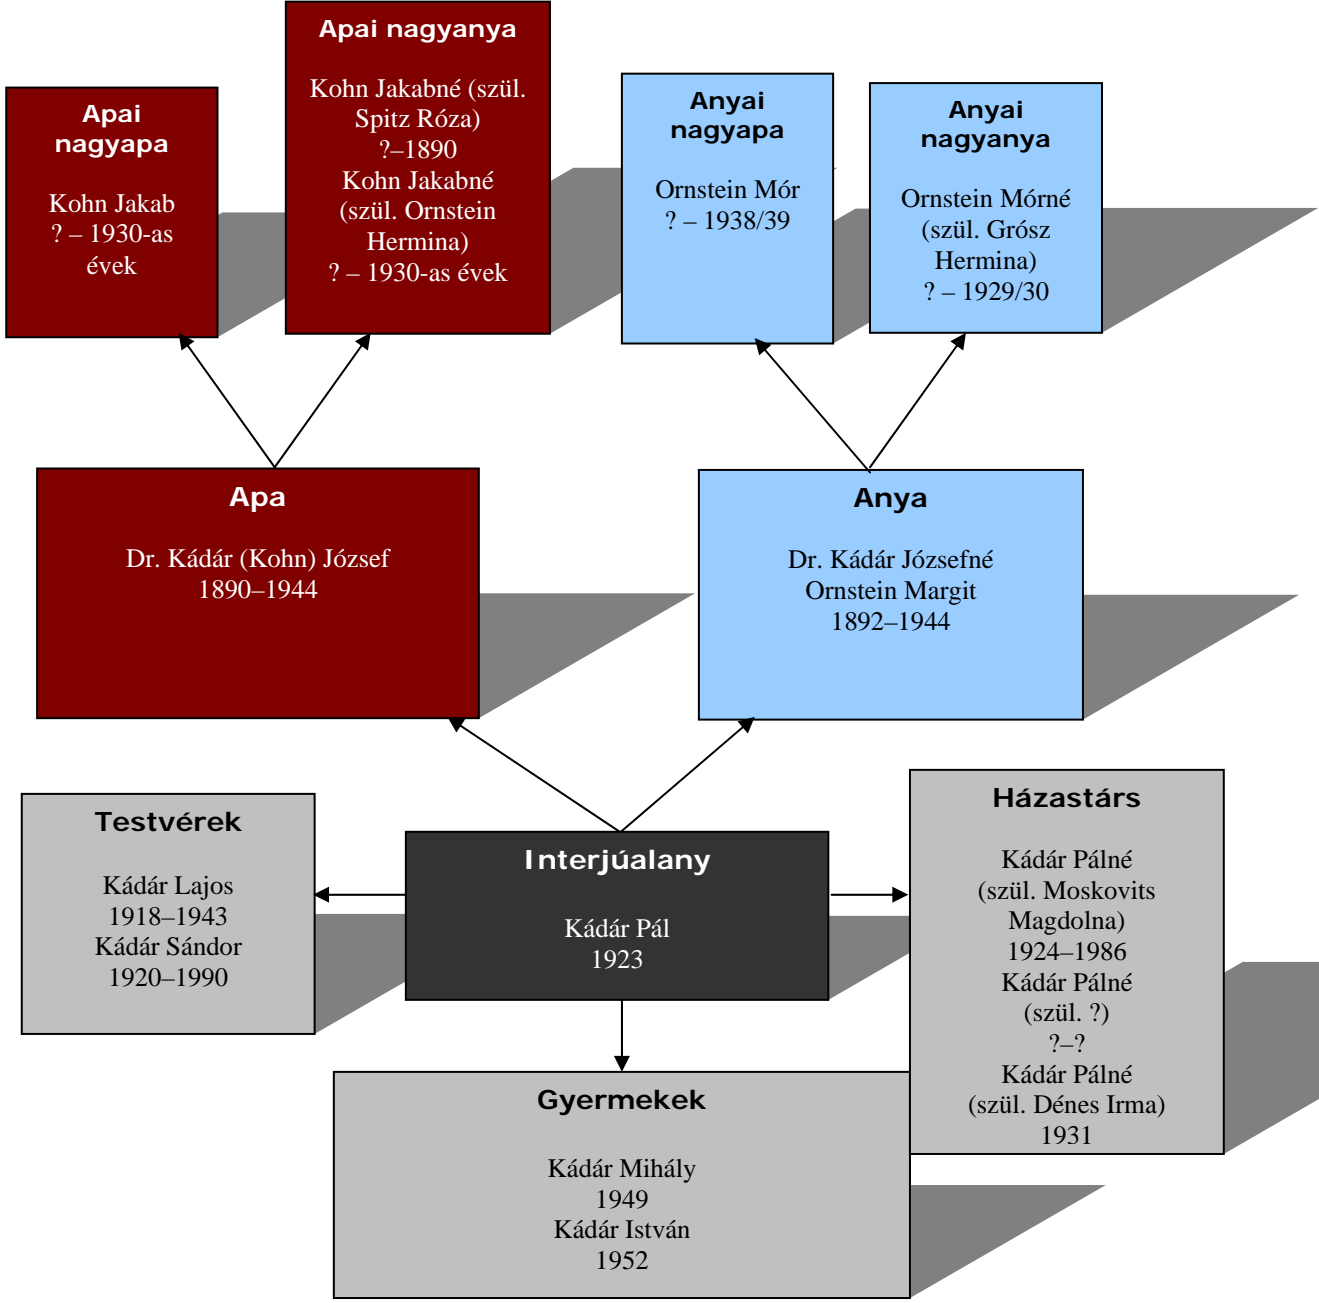 Apai
nagyapa
Kohn Jakab
? – 1930-as
évek
Apai nagyanya
Kohn Jakabné (szül.
Spitz Róza)
?–1890
Kohn Jakabné
(szül. Ornstein
Hermina)
? – 1930-as évek
Anyai
nagyapa
Ornstein Mór
? – 1938/39
Anyai
nagyanya
Ornstein Mórné
(szül. Grósz
Hermina)
? – 1929/30
Apa
Dr. Kádár (Kohn) József
1890–1944
Anya
Dr. Kádár Józsefné
Ornstein Margit
1892–1944
Testvérek
Kádár Lajos
1918–1943
Kádár Sándor
1920–1990
Interjúalany
Kádár Pál
1923
Házastárs
Kádár Pálné
(szül. Moskovits
Magdolna)
1924–1986
Kádár Pálné
(szül. ?)
?–?
Kádár Pálné
(szül. Dénes Irma)
1931
Gyermekek
Kádár Mihály
1949
Kádár István
1952